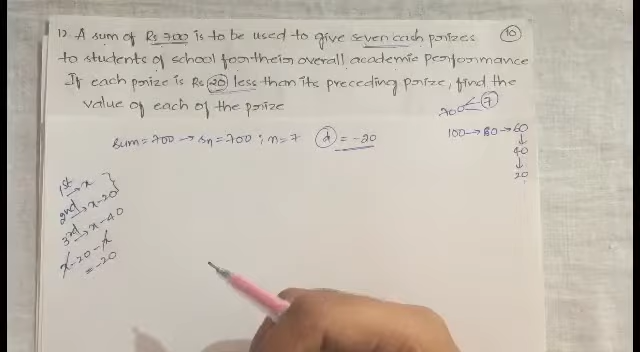 1) A sum of Rs 700 is to be used to give seven cash prizes (10)
to students of school for their overall academic performance
If each prize is Rs 20 less than its preceding prize, find the
value of each of the prize
700 < 7
100 → 80 → 60
↓
40
↓
20
sum = 700 → Sn = 700 ; n = 7 (d) = -20
1st → x
2nd → x-20
3rd → x-40
x-20-x
= -20